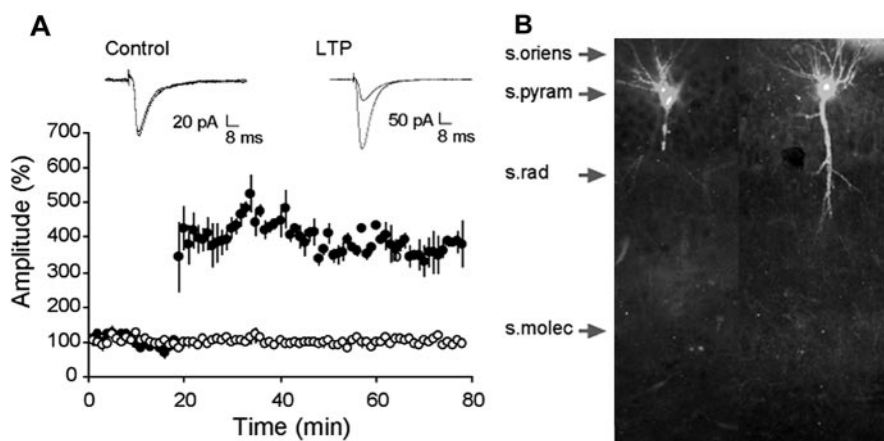 A
Control
LTP
20 pA
8 ms
50 pA
8 ms
Amplitude (%)
700
600
500
400
300
200
100
0
0 20 40 60 80
Time (min)
B
s.oriens
s.pyram
s.rad
s.molec